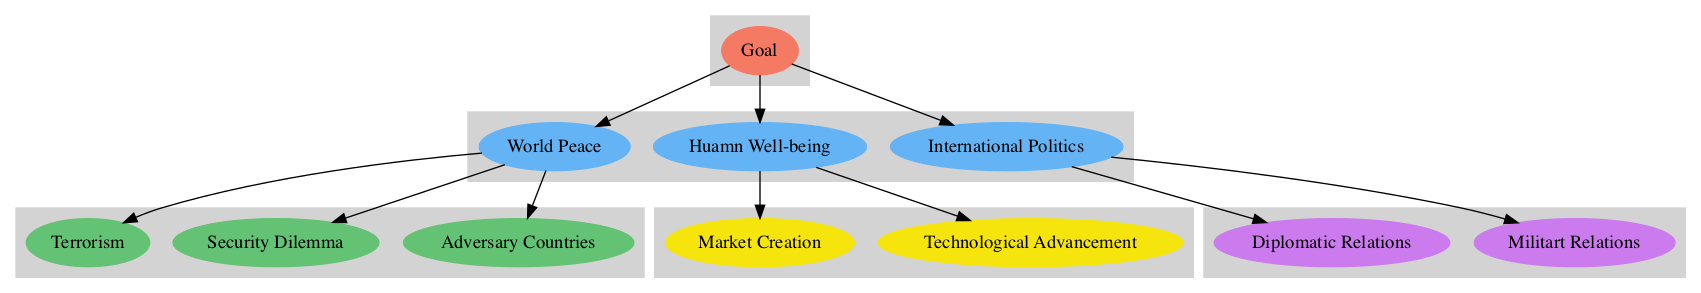 Goal
World Peace
Huamn Well-being
International Politics
Terrorism
Security Dilemma
Adversary Countries
Market Creation
Technological Advancement
Diplomatic Relations
Militart Relations